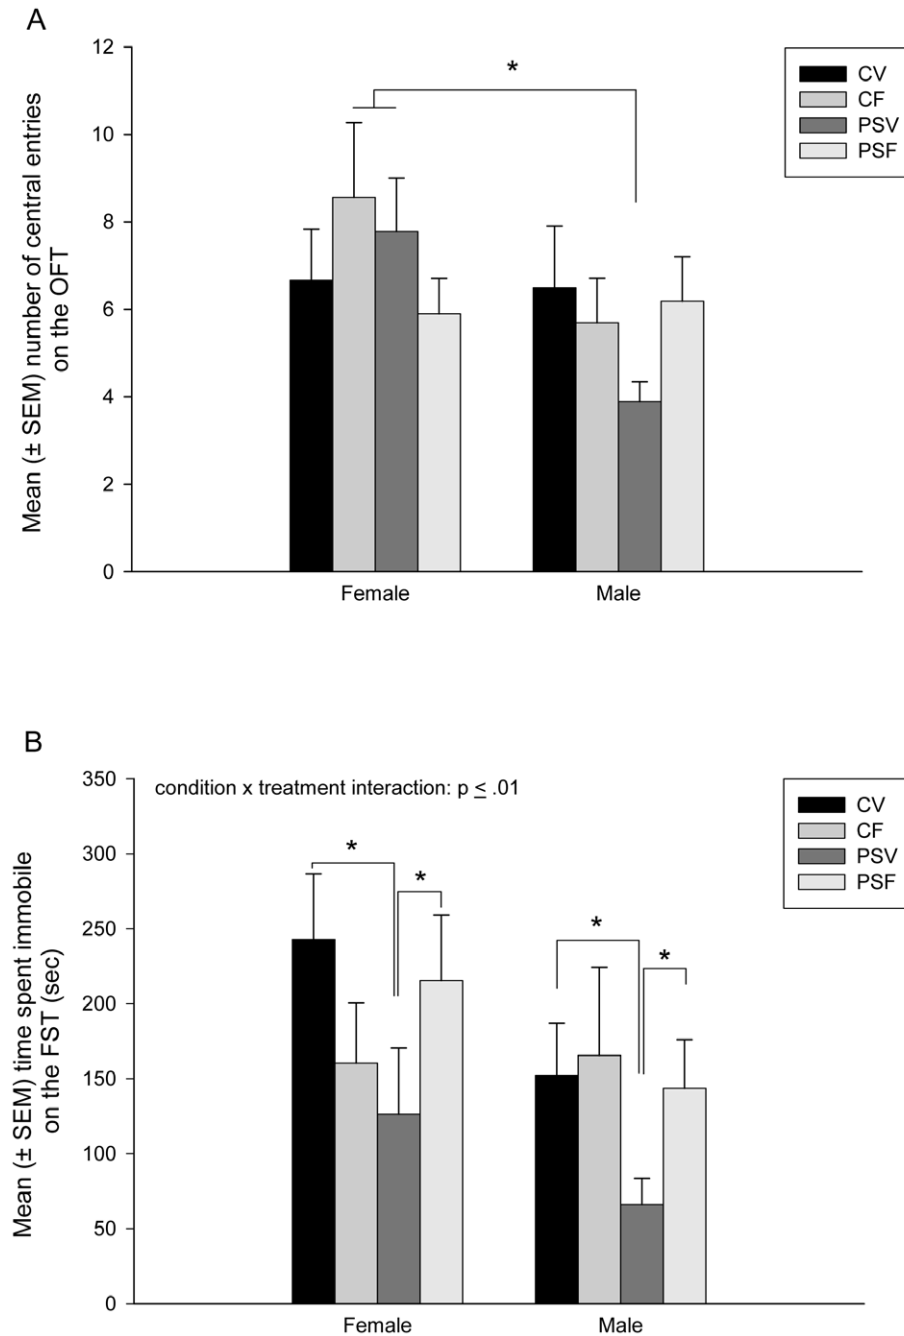 A
Mean (± SEM) number of central entries
on the OFT
12
10
8
6
4
2
0
*
CV
CF
PSV
PSF
Female
Male
B
Mean (± SEM) time spent immobile
on the FST (sec)
350
300
250
200
150
100
50
0
condition x treatment interaction: p ≤ .01
*
*
*
*
CV
CF
PSV
PSF
Female
Male